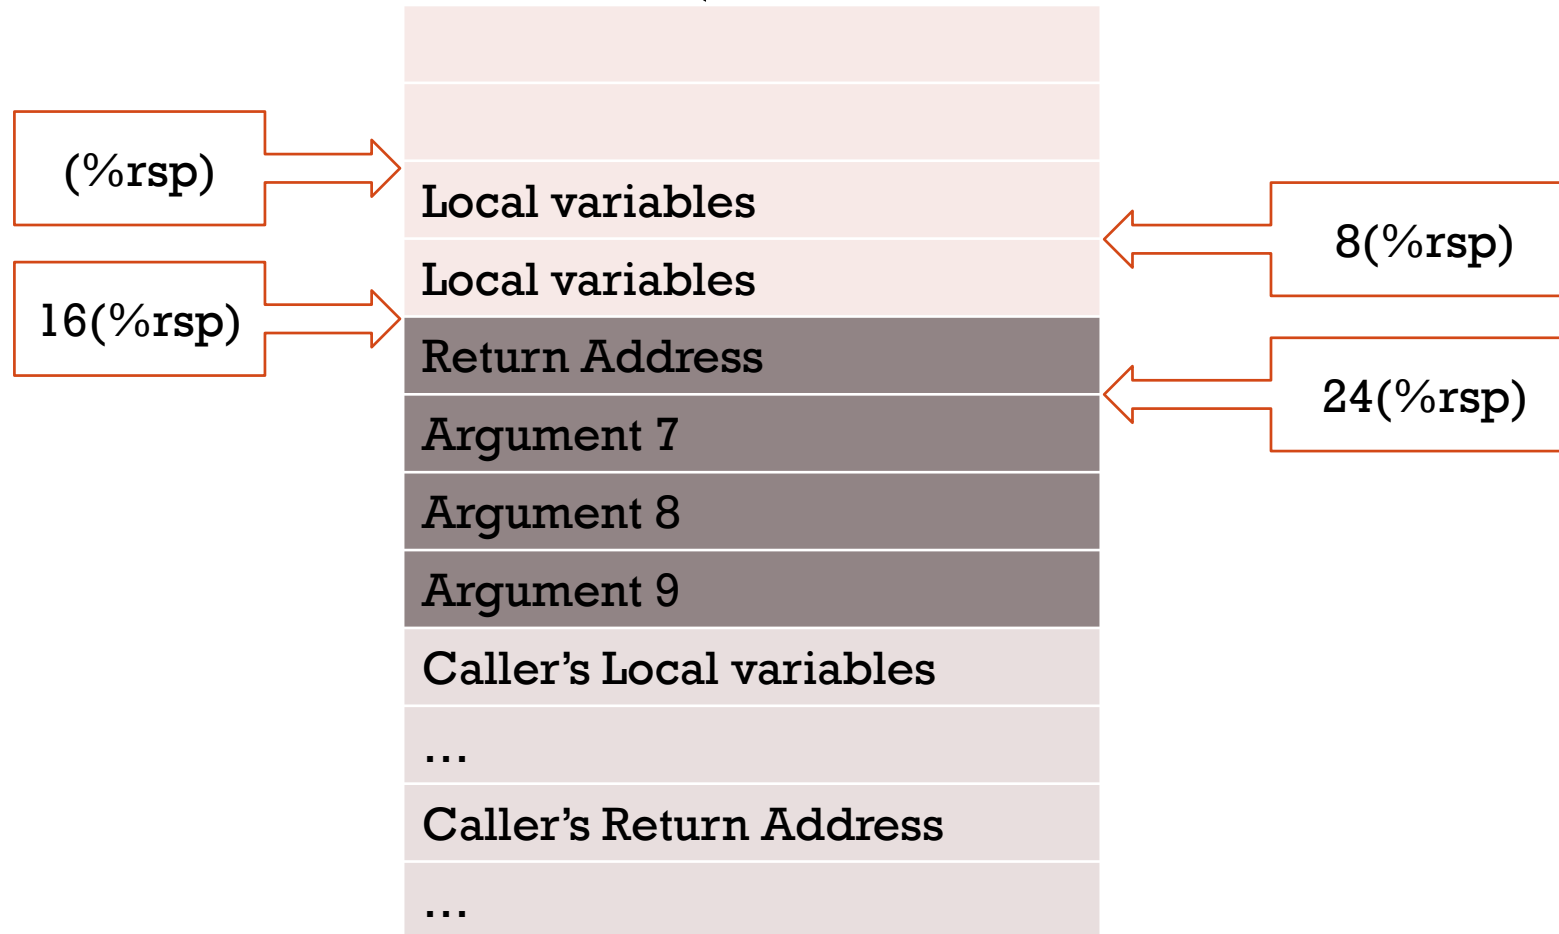 (%rsp)
Local variables
8(%rsp)
Local variables
16(%rsp)
Return Address
24(%rsp)
Argument 7
Argument 8
Argument 9
Caller’s Local variables
…
Caller’s Return Address
…